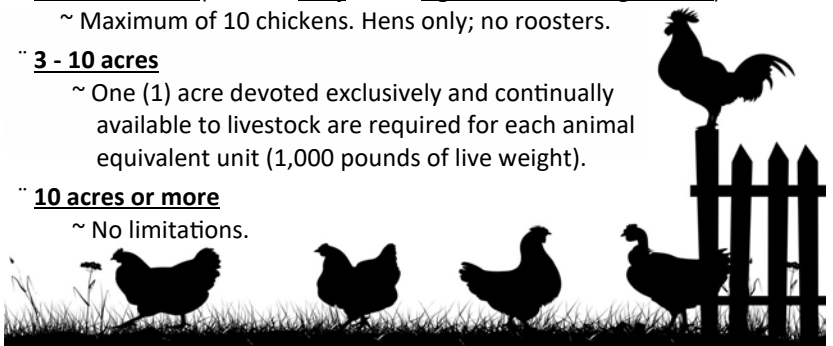 ~ Maximum of 10 chickens. Hens only; no roosters.
¨ 3 - 10 acres
~ One (1) acre devoted exclusively and continually
available to livestock are required for each animal
equivalent unit (1,000 pounds of live weight).
¨ 10 acres or more
~ No limitations.